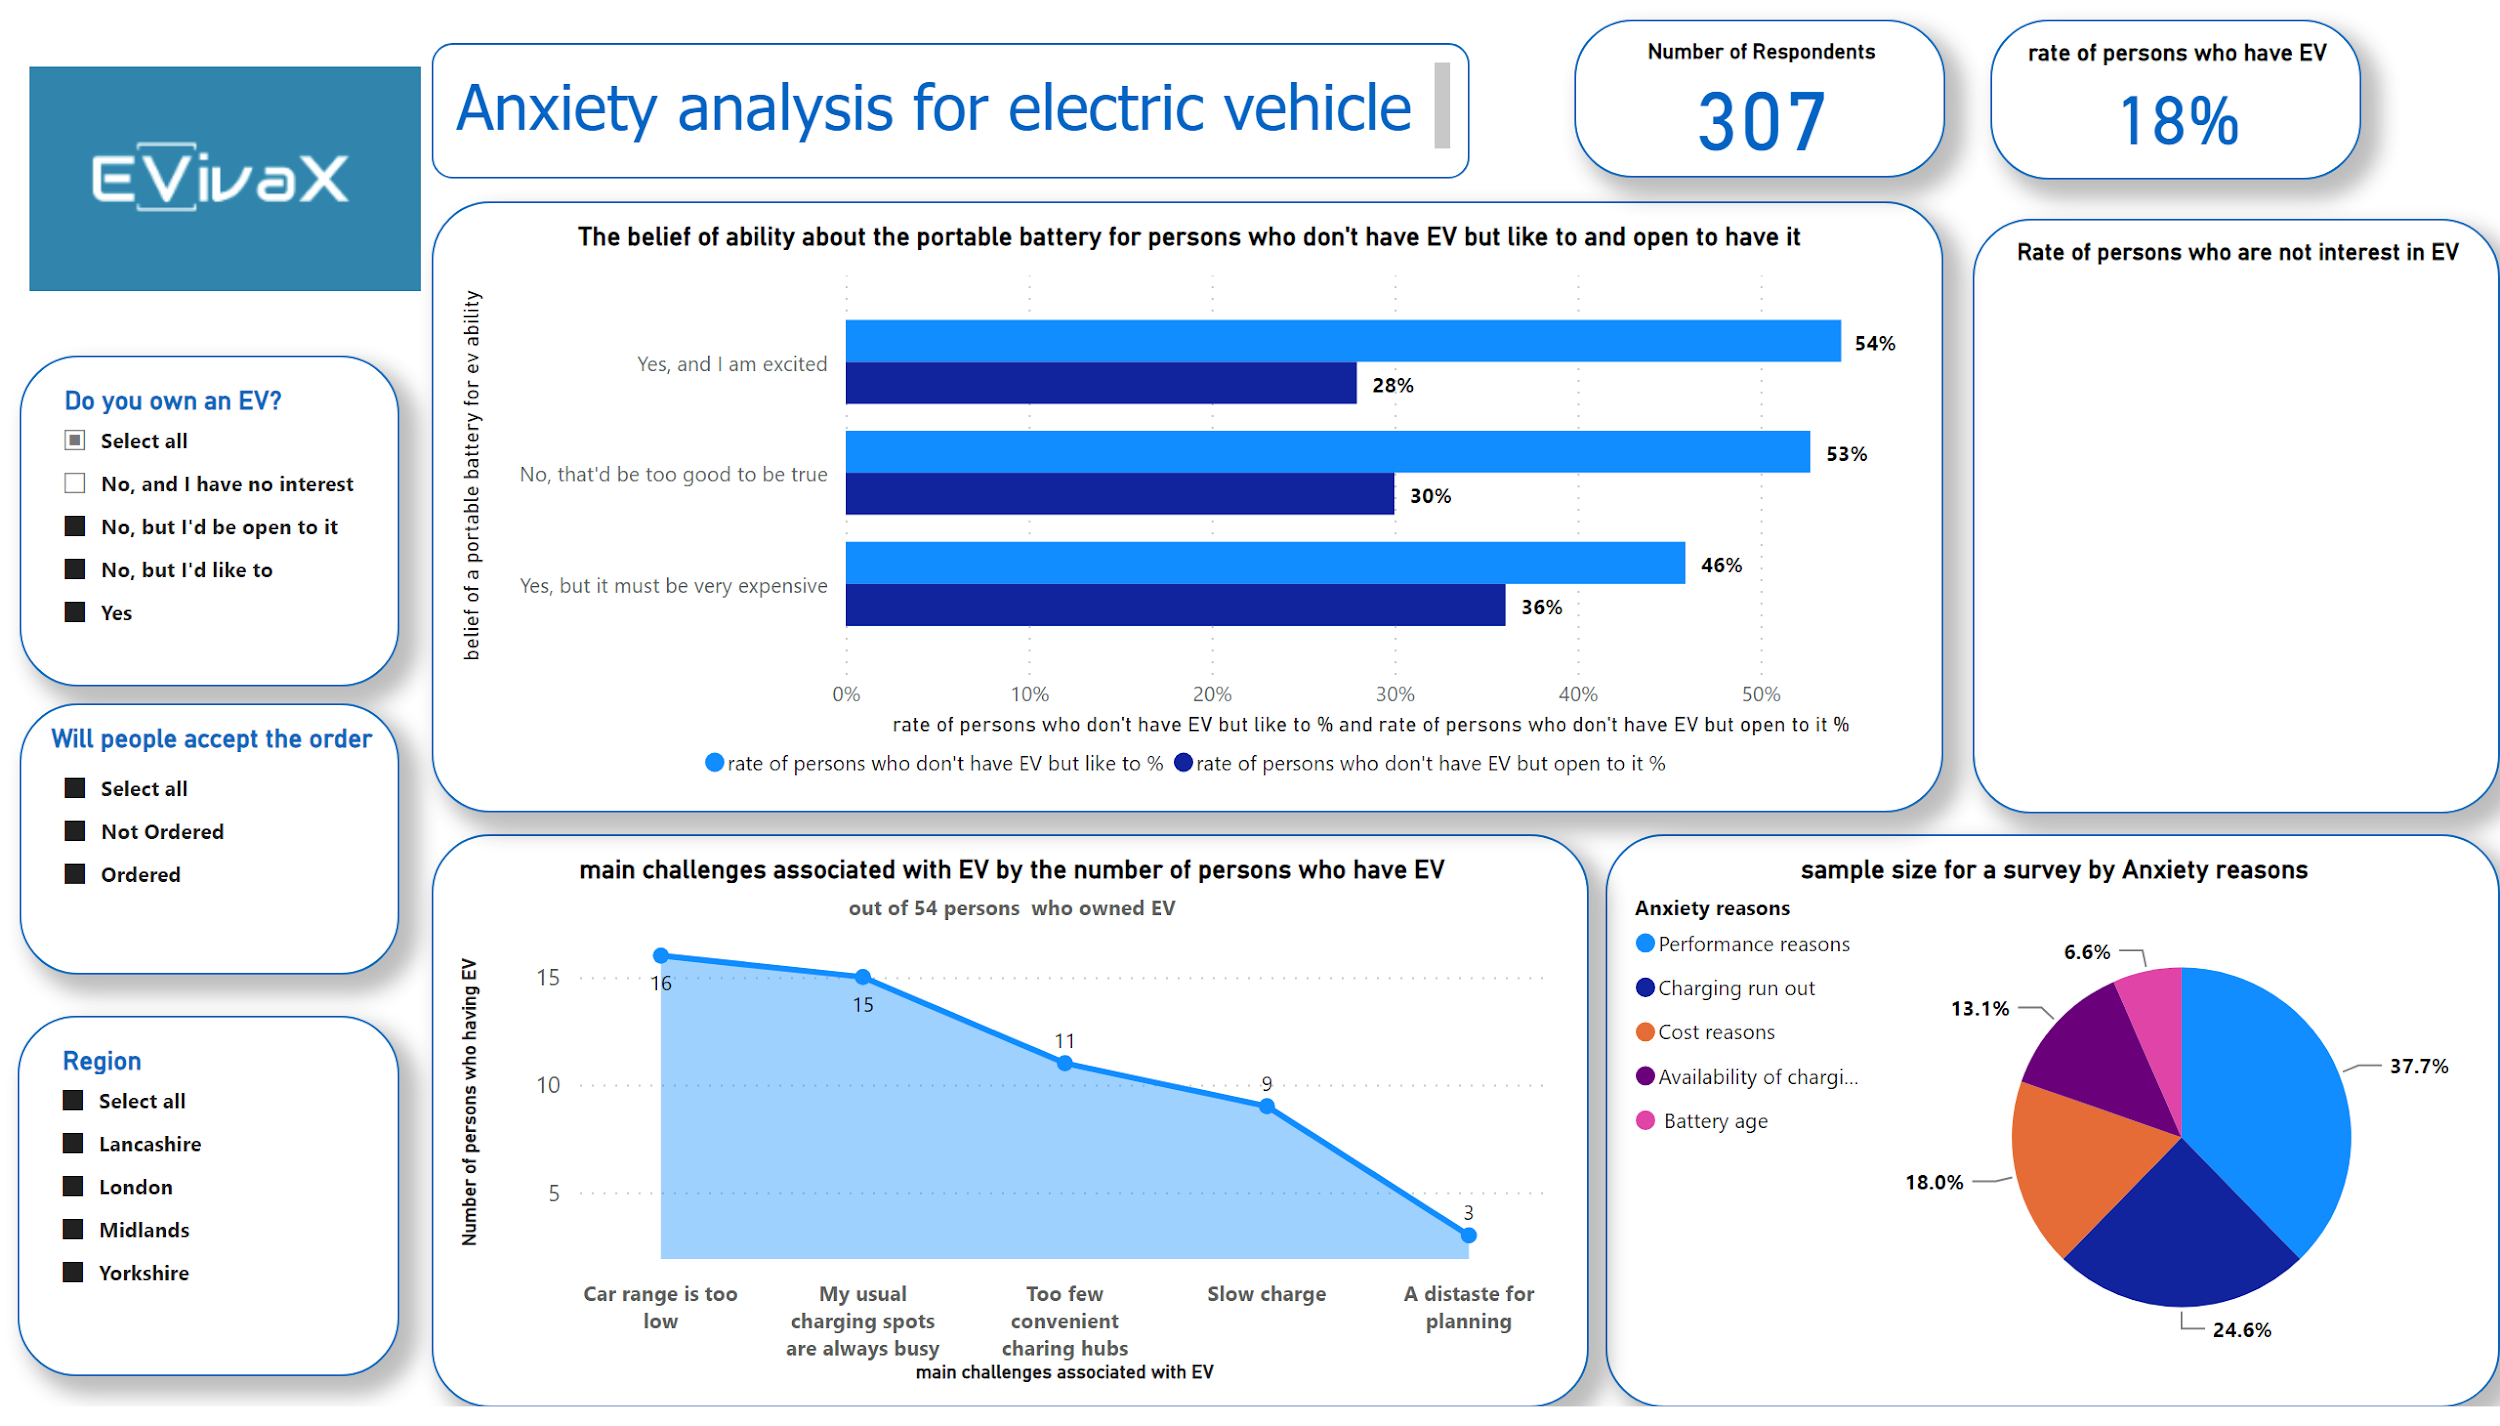 EVivaX
Anxiety analysis for electric vehicle
Number of Respondents
307
rate of persons who have EV
18%
Do you own an EV?
Select all
No, and I have no interest
No, but I'd be open to it
No, but I'd like to
Yes
Will people accept the order
Select all
Not Ordered
Ordered
Region
Select all
Lancashire
London
Midlands
Yorkshire
The belief of ability about the portable battery for persons who don't have EV but like to and open to have it
belief of a portable battery for ev ability
Yes, and I am excited
54%
28%
No, that'd be too good to be true
53%
30%
Yes, but it must be very expensive
46%
36%
0% 10% 20% 30% 40% 50%
rate of persons who don't have EV but like to % and rate of persons who don't have EV but open to it %
rate of persons who don't have EV but like to % rate of persons who don't have EV but open to it %
Rate of persons who are not interest in EV
main challenges associated with EV by the number of persons who have EV
out of 54 persons who owned EV
Number of persons who having EV
15
10
5
16
15
11
9
3
Car range is too
low
My usual
charging spots
are always busy
Too few
convenient
charing hubs
Slow charge
A distaste for
planning
main challenges associated with EV
sample size for a survey by Anxiety reasons
Anxiety reasons
Performance reasons
Charging run out
Cost reasons
Availability of chargi...
Battery age
6.6%
13.1%
37.7%
18.0%
24.6%